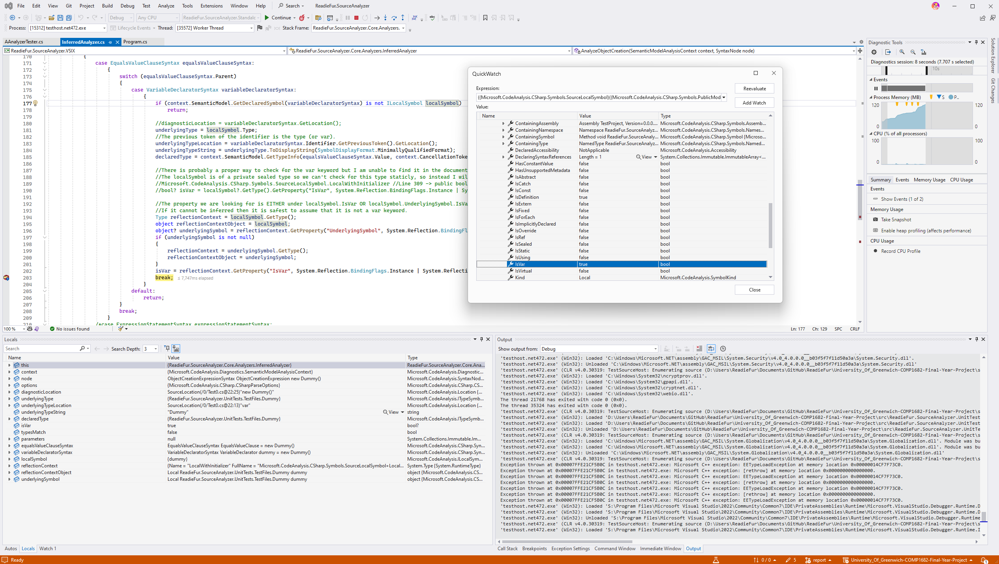 File Edit View Git Project Build Debug Test Analyze Tools Extensions Window Help Search ReadieFur.SourceAnalyzer
Debug Any CPU ReadieFur.SourceAnalyzer.Standalc Continue
Process: [15312] testhost.net472.exe Lifecycle Events Thread: [35572] Worker Thread Stack Frame: ReadieFur.SourceAnalyzer.Core.Analyzers.
AAnalyzerTester.cs InferredAnalyzer.cs Program.cs
C# ReadieFur.SourceAnalyzer.VSIX ReadieFur.SourceAnalyzer.Core.Analyzers.InferredAnalyzer AnalyzeObjectCreation(SemanticModelAnalysisContext context, SyntaxNode node)
170 {
171 case EqualsValueClauseSyntax equalsValueClauseSyntax:
172 {
173 switch (equalsValueClauseSyntax.Parent)
174 {
175 case VariableDeclaratorSyntax variableDeclaratorSyntax:
176 {
177 if (context.SemanticModel.GetDeclaredSymbol(variableDeclaratorSyntax) is not ILocalSymbol localSymbol)
178 return;
179
180 //diagnosticLocation = variableDeclaratorSyntax.GetLocation();
181 underlyingType = localSymbol.Type;
182 //The previous token of the identifier is the type (or var).
183 underlyingTypeLocation = variableDeclaratorSyntax.Identifier.GetPreviousToken().GetLocation();
184 underlyingTypeString = underlyingType.ToDisplayString(SymbolDisplayFormat.MinimallyQualifiedFormat);
185 declaredType = context.SemanticModel.GetTypeInfo(equalsValueClauseSyntax.Value, context.CancellationToke
186
187 //There is probably a proper way to check for the var keyword but I am unable to find it in the document
188 //The localSymbol is of a private sealed type so we can't check for this type staticly, so instead I wil
189 //Microsoft.CodeAnalysis.CSharp.Symbols.SourceLocalSymbol.LocalWithInitializer //Line 309 -> public bool
190 //bool? isVar = localSymbol?.GetType().GetProperty("IsVar", System.Reflection.BindingFlags.Instance | Sy
191
192 //The property we are looking for is EITHER under localSymbol.IsVar OR localSymbol.UnderlyingSymbol.IsVa
193 //If it cannot be inferred then it is safest to assume that it is not a var keyword.
194 Type reflectionContext = localSymbol.GetType();
195 object reflectionContextObject = localSymbol;
196 object? underlyingSymbol = reflectionContext.GetProperty("UnderlyingSymbol", System.Reflection.BindingFl
197 if (underlyingSymbol is not null)
198 {
199 reflectionContext = underlyingSymbol.GetType();
200 reflectionContextObject = underlyingSymbol;
201 }
202 isVar = reflectionContext.GetProperty("IsVar", System.Reflection.BindingFlags.Instance | System.Reflecti
203 break; ≤ 7,747ms elapsed
204 }
205 default:
206 return;
207 }
208 break;
209 }
210 /*case ExpressionStatementSyntax expressionStatementSyntax:
100 % No issues found Ln: 177 Ch: 129 SPC CRLF
QuickWatch
Expression:
((Microsoft.CodeAnalysis.CSharp.Symbols.SourceLocalSymbol)((Microsoft.CodeAnalysis.CSharp.Symbols.PublicMod
Reevaluate
Add Watch
Value:
Name Value Type
ContainingAssembly Assembly TestProject, Version=0.0.0.... Microsoft.CodeAnalysis.CSharp.Symbols.Assemb...
ContainingNamespace Namespace ReadieFur.SourceAnalyz... Microsoft.CodeAnalysis.CSharp.Symbols.Names...
ContainingSymbol Method void ReadieFur.SourceAnaly... Microsoft.CodeAnalysis.CSharp.Symbol {Microso...
ContainingType NamedType ReadieFur.SourceAnalyz... Microsoft.CodeAnalysis.CSharp.Symbols.Named...
DeclaredAccessibility NotApplicable Microsoft.CodeAnalysis.Accessibility
DeclaringSyntaxReferences Length = 1 View System.Collections.Immutable.ImmutableArray<...
HasConstantValue false bool
HasUnsupportedMetadata false bool
IsAbstract false bool
IsCatch false bool
IsConst false bool
IsDefinition true bool
IsExtern false bool
IsFixed false bool
IsForEach false bool
IsImplicitlyDeclared false bool
IsOverride false bool
IsRef false bool
IsSealed false bool
IsStatic false bool
IsUsing false bool
IsVar true bool
IsVirtual false bool
Kind Local Microsoft.CodeAnalysis.SymbolKind
Close
Diagnostic Tools
Diagnostics session: 8 seconds (7.707 s selected)
10s
Events
Process Memory (MB) S P..
120 120
0 0
CPU (% of all processors)
100 100
0 0
Summary Events Memory Usage CPU Usage
Events
Show Events (1 of 2)
Memory Usage
Take Snapshot
Enable heap profiling (affects performance)
CPU Usage
Record CPU Profile
Solution Explorer
Git Changes
Locals
Search Search Depth: 3
Name Value Type
this {ReadieFur.SourceAnalyzer.Core.Analyzers.InferredAnalyzer} ReadieFur.SourceAnalyzer.Core.Ana...
context {Microsoft.CodeAnalysis.Diagnostics.SemanticModelAnalysisContext} Microsoft.CodeAnalysis.Diagnostic...
node ObjectCreationExpressionSyntax ObjectCreationExpression new Dummy() Microsoft.CodeAnalysis.SyntaxNod...
options {Microsoft.CodeAnalysis.CSharp.CSharpParseOptions} Microsoft.CodeAnalysis.CSharp.CS...
diagnosticLocation SourceLocation(/0/Test0.cs@22:25)"new Dummy()" Microsoft.CodeAnalysis.Location {...
underlyingType {ReadieFur.SourceAnalyzer.UnitTests.TestFiles.Dummy} Microsoft.CodeAnalysis.ITypeSymb...
underlyingTypeLocation SourceLocation(/0/Test0.cs@22:13)"var" Microsoft.CodeAnalysis.Location {...
underlyingTypeString "Dummy" View string
declaredType {ReadieFur.SourceAnalyzer.UnitTests.TestFiles.Dummy} Microsoft.CodeAnalysis.ITypeSymb...
isVar true bool?
typesMatch false bool
parameters null System.Collections.Immutable.Im...
equalsValueClauseSyntax EqualsValueClauseSyntax EqualsValueClause = new Dummy() Microsoft.CodeAnalysis.CSharp.Syn...
variableDeclaratorSyntax VariableDeclaratorSyntax VariableDeclarator dummy = new Dummy() Microsoft.CodeAnalysis.CSharp.Syn...
localSymbol {dummy} Microsoft.CodeAnalysis.ILocalSym...
reflectionContext {Name = "LocalWithInitializer" FullName = "Microsoft.CodeAnalysis.CSharp.Symbols.SourceLocalSymbol+Local... System.Type {System.RuntimeType}
reflectionContextObject Local ReadieFur.SourceAnalyzer.UnitTests.TestFiles.Dummy dummy object {Microsoft.CodeAnalysis.CS...
underlyingSymbol Local ReadieFur.SourceAnalyzer.UnitTests.TestFiles.Dummy dummy object {Microsoft.CodeAnalysis.CS...
Autos Locals Watch 1
Output
Show output from: Debug
'testhost.net472.exe' (Win32): Loaded 'C:\Windows\Microsoft.NET\assembly\GAC_MSIL\System.Security\v4.0_4.0.0.0__b03f5f7f11d50a3a\System.Security.dll'.
'testhost.net472.exe' (Win32): Unloaded 'C:\Windows\Microsoft.NET\assembly\GAC_MSIL\System.Security\v4.0_4.0.0.0__b03f5f7f11d50a3a\System.Security.dll'
'testhost.net472.exe' (CLR v4.0.30319: TestSourceHost: Enumerating source (D:\Users\ReadieFur\Documents\GitHub\ReadieFur\University_Of_Greenwich-COMP1682-Final-Year-Project\s
'testhost.net472.exe' (Win32): Loaded 'C:\Windows\System32\ncryptprov.dll'.
'testhost.net472.exe' (Win32): Loaded 'C:\Windows\System32\gpapi.dll'.
'testhost.net472.exe' (Win32): Loaded 'C:\Windows\System32\cryptnet.dll'.
'testhost.net472.exe' (Win32): Loaded 'C:\Windows\System32\webio.dll'.
The thread 21768 has exited with code 0 (0x0).
The thread 35324 has exited with code 0 (0x0).
'testhost.net472.exe' (CLR v4.0.30319: TestSourceHost: Enumerating source (D:\Users\ReadieFur\Documents\GitHub\ReadieFur\University_Of_Greenwich-COMP1682-Final-Year-Project\s
'testhost.net472.exe' (Win32): Loaded 'D:\Users\ReadieFur\Documents\GitHub\ReadieFur\University_Of_Greenwich-COMP1682-Final-Year-Project\src\ReadieFur.SourceAnalyzer.UnitTest
'testhost.net472.exe' (Win32): Loaded 'D:\Users\ReadieFur\Documents\GitHub\ReadieFur\University_Of_Greenwich-COMP1682-Final-Year-Project\src\ReadieFur.SourceAnalyzer.UnitTe
'testhost.net472.exe' (Win32): Unloaded 'D:\Users\ReadieFur\Documents\GitHub\ReadieFur\University_Of_Greenwich-COMP1682-Final-Year-Project\src\ReadieFur.SourceAnalyzer.UnitTe
'testhost.net472.exe' (CLR v4.0.30319: TestSourceHost: Enumerating source (D:\Users\ReadieFur\Documents\GitHub\ReadieFur\University_Of_Greenwich-COMP1682-Final-Year-Project\s
'testhost.net472.exe' (Win32): Loaded 'C:\Windows\Microsoft.NET\assembly\GAC_MSIL\System.Globalization\v4.0_4.0.0.0__b03f5f7f11d50a3a\System.Globalization.dll'. Module was bu
'testhost.net472.exe' (Win32): Loaded 'C:\Windows\Microsoft.NET\assembly\GAC_MSIL\System.Globalization\v4.0_4.0.0.0__b03f5f7f11d50a3a\System.Globalization.dll'. Module was bu
'testhost.net472.exe' (Win32): Unloaded 'C:\Windows\Microsoft.NET\assembly\GAC_MSIL\System.Globalization\v4.0_4.0.0.0__b03f5f7f11d50a3a\System.Globalization.dll'
'testhost.net472.exe' (CLR v4.0.30319: TestSourceHost: Enumerating source (D:\Users\ReadieFur\Documents\GitHub\ReadieFur\University_Of_Greenwich-COMP1682-Final-Year-Project\s
Exception thrown at 0x00007FFE21CF5B0C in testhost.net472.exe: Microsoft C++ exception: EETypeLoadException at memory location 0x00000014CF7F73C0.
Exception thrown at 0x00007FFE21CF5B0C in testhost.net472.exe: Microsoft C++ exception: [rethrow] at memory location 0x0000000000000000.
Exception thrown at 0x00007FFE21CF5B0C in testhost.net472.exe: Microsoft C++ exception: EETypeLoadException at memory location 0x00000014CF7F73C0.
Exception thrown at 0x00007FFE21CF5B0C in testhost.net472.exe: Microsoft C++ exception: [rethrow] at memory location 0x0000000000000000.
Exception thrown at 0x00007FFE21CF5B0C in testhost.net472.exe: Microsoft C++ exception: EETypeLoadException at memory location 0x00000014CF7F73C0.
Exception thrown at 0x00007FFE21CF5B0C in testhost.net472.exe: Microsoft C++ exception: [rethrow] at memory location 0x0000000000000000.
Exception thrown at 0x00007FFE21CF5B0C in testhost.net472.exe: Microsoft C++ exception: EETypeLoadException at memory location 0x00000014CF7F73C0.
'testhost.net472.exe' (Win32): Loaded 'S:\Program Files\Microsoft Visual Studio\2022\Community\Common7\IDE\PrivateAssemblies\Runtime\Microsoft.VisualStudio.Debugger.Runtime.D
'testhost.net472.exe' (Win32): Loaded 'S:\Program Files\Microsoft Visual Studio\2022\Community\Common7\IDE\PrivateAssemblies\Runtime\Microsoft.VisualStudio.Debugger.Runtime.D
'testhost.net472.exe' (Win32): Unloaded 'S:\Program Files\Microsoft Visual Studio\2022\Community\Common7\IDE\PrivateAssemblies\Runtime\Microsoft.VisualStudio.Debugger.Runtime
'testhost.net472.exe' (CLR v4.0.30319: TestSourceHost: Enumerating source (D:\Users\ReadieFur\Documents\GitHub\ReadieFur\University_Of_Greenwich-COMP1682-Final-Year-Project\s
'testhost.net472.exe' (Win32): Loaded 'S:\Program Files\Microsoft Visual Studio\2022\Community\Common7\IDE\PrivateAssemblies\Runtime\Microsoft.VisualStudio.Debugger.Runtime.I
Call Stack Breakpoints Exception Settings Command Window Immediate Window Output
Ready 0 / 0 5 report University_Of_Greenwich-COMP1682-Final-Year-Project 1